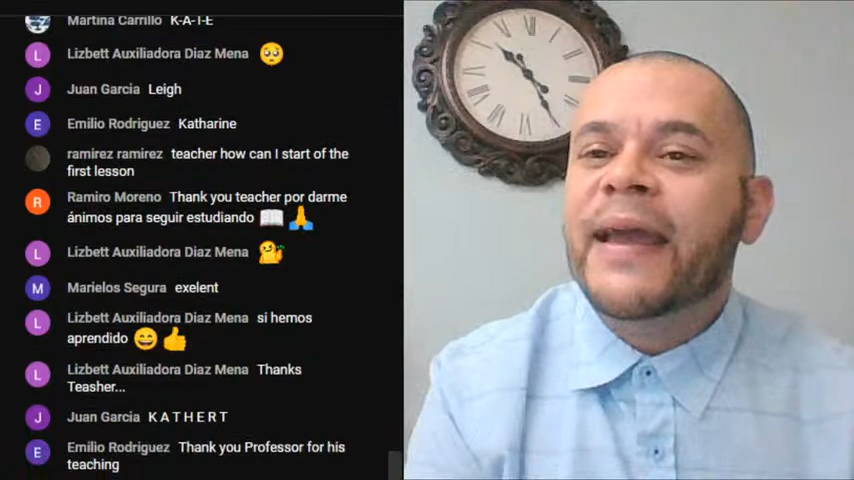 Martina Carrillo K-A-T-E
L Lizbett Auxiliadora Diaz Mena
J Juan Garcia Leigh
E Emilio Rodriguez Katharine
ramirez ramirez teacher how can I start of the
first lesson
R Ramiro Moreno Thank you teacher por darme
ánimos para seguir estudiando
L Lizbett Auxiliadora Diaz Mena
M Marielos Segura exelent
L Lizbett Auxiliadora Diaz Mena si hemos
aprendido
L Lizbett Auxiliadora Diaz Mena Thanks
Teasher...
J Juan Garcia K A T H E R T
E Emilio Rodriguez Thank you Professor for his
teaching